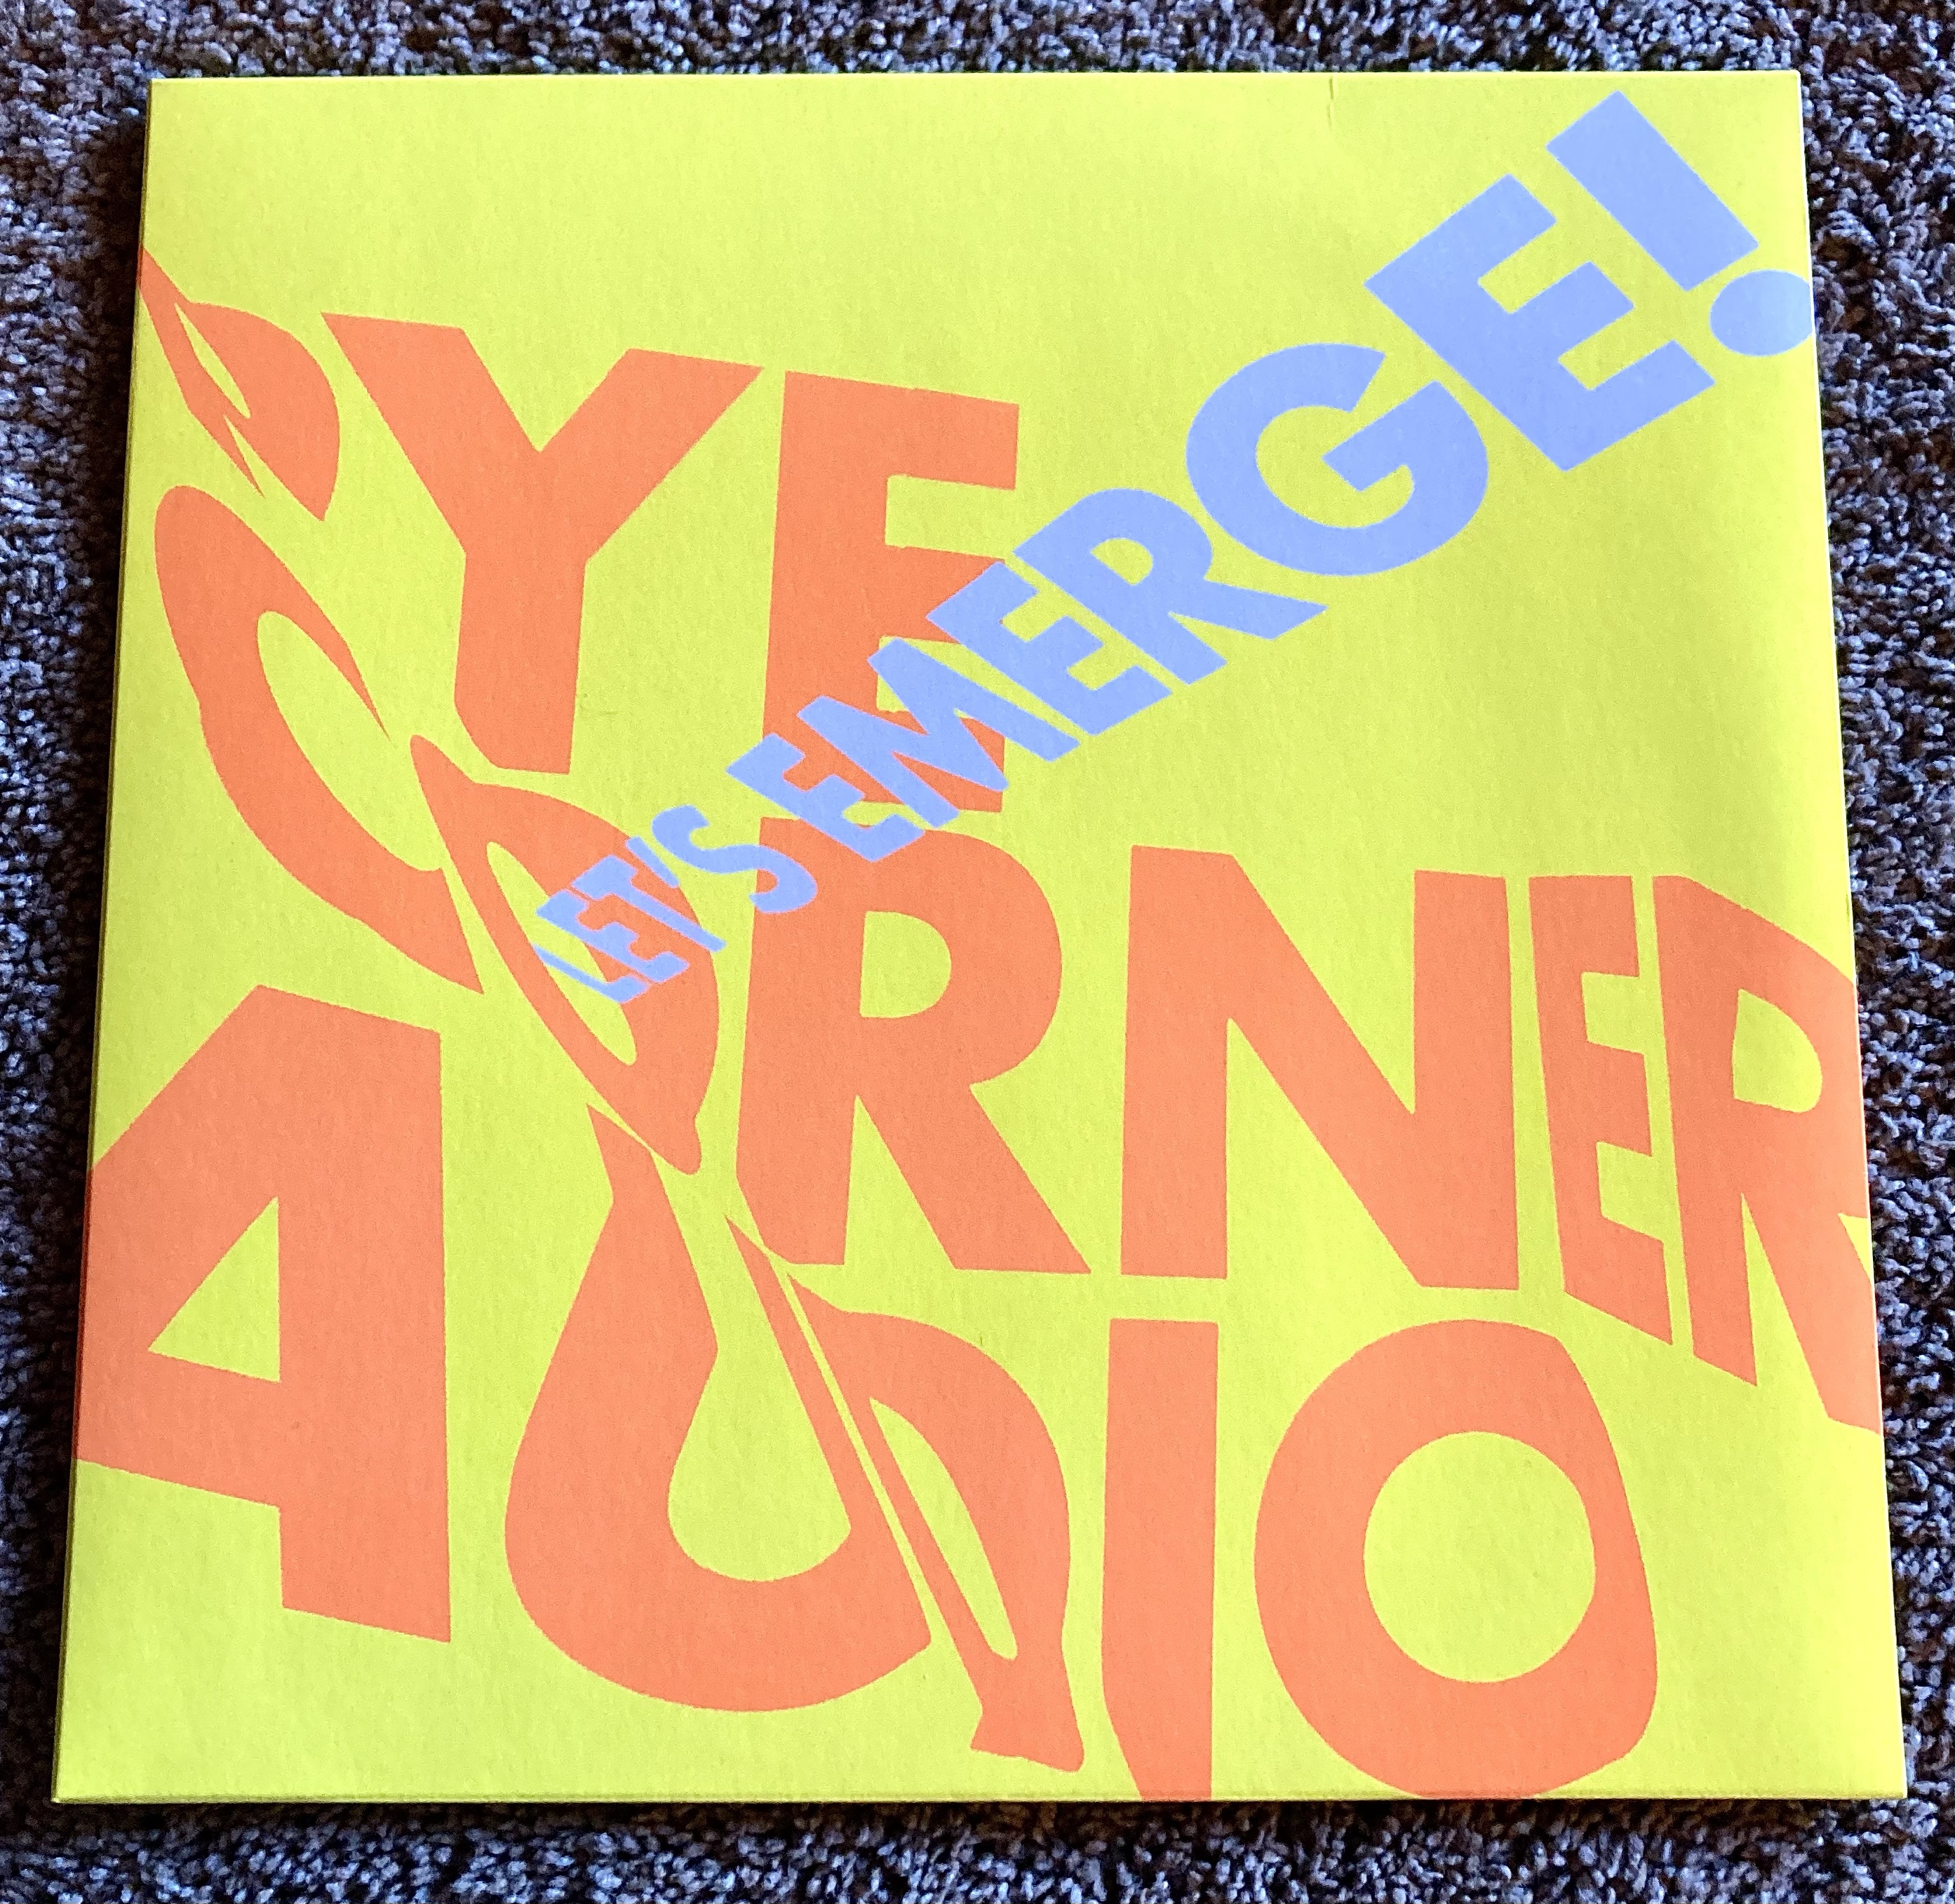 PYE
CORNER
AUDIO
LET'S EMERGE!